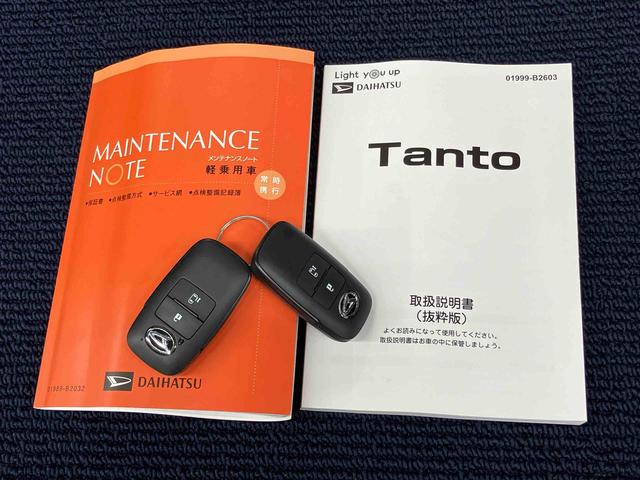 MAINTENANCE
NOTE
メンテナンスノート
軽乗用車
常時
携行
•保証書 •点検整備方式 •サービス網 •点検整備記録簿
DAIHATSU
01999-B2032
Light you up
DAIHATSU
01999-B2603
Tanto
取扱説明書
（抜粋版）
よくお読みになって使用してください。
取扱説明書はお車の中に保管しましょう。